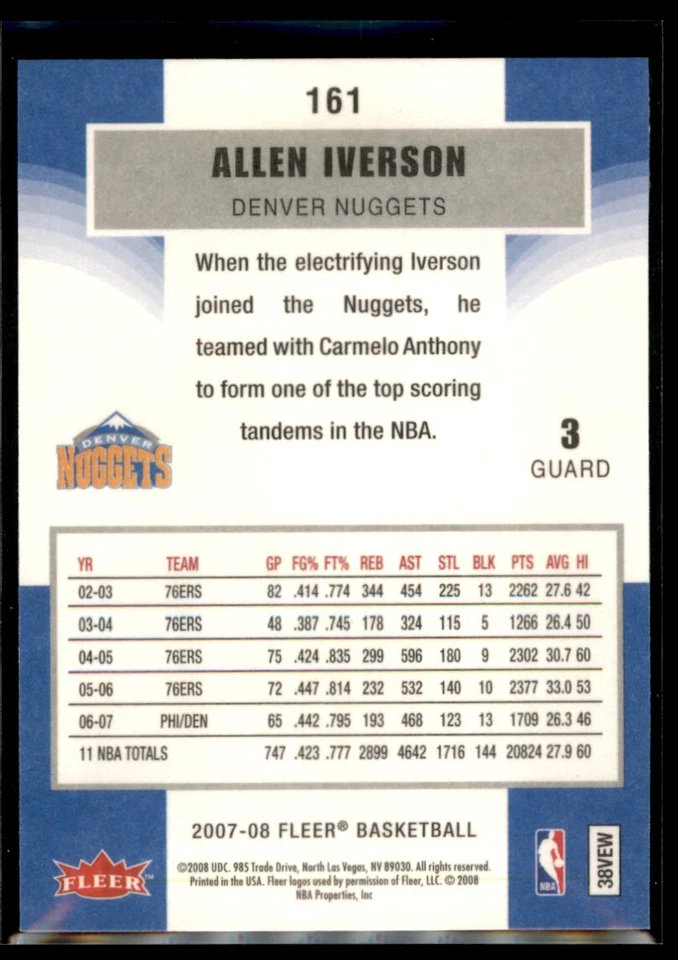 161
ALLEN IVERSON
DENVER NUGGETS
When the electrifying Iverson
joined the Nuggets, he
teamed with Carmelo Anthony
to form one of the top scoring
tandems in the NBA.
DENVER
NUGGETS
3
GUARD
YR TEAM GP FG% FT% REB AST STL BLK PTS AVG HI
02-03 76ERS 82 .414 .774 344 454 225 13 2262 27.6 42
03-04 76ERS 48 .387 .745 178 324 115 5 1266 26.4 50
04-05 76ERS 75 .424 .835 299 596 180 9 2302 30.7 60
05-06 76ERS 72 .447 .814 232 532 140 10 2377 33.0 53
06-07 PHI/DEN 65 .442 .795 193 468 123 13 1709 26.3 46
11 NBA TOTALS 747 .423 .777 2899 4642 1716 144 20824 27.9 60
2007-08 FLEER® BASKETBALL
©2008 UDC. 985 Trade Drive, North Las Vegas, NV 89030. All rights reserved.
Printed in the USA. Fleer logos used by permission of Fleer, LLC. © 2008
NBA Properties, Inc
FLEER™
NBA
38VEW